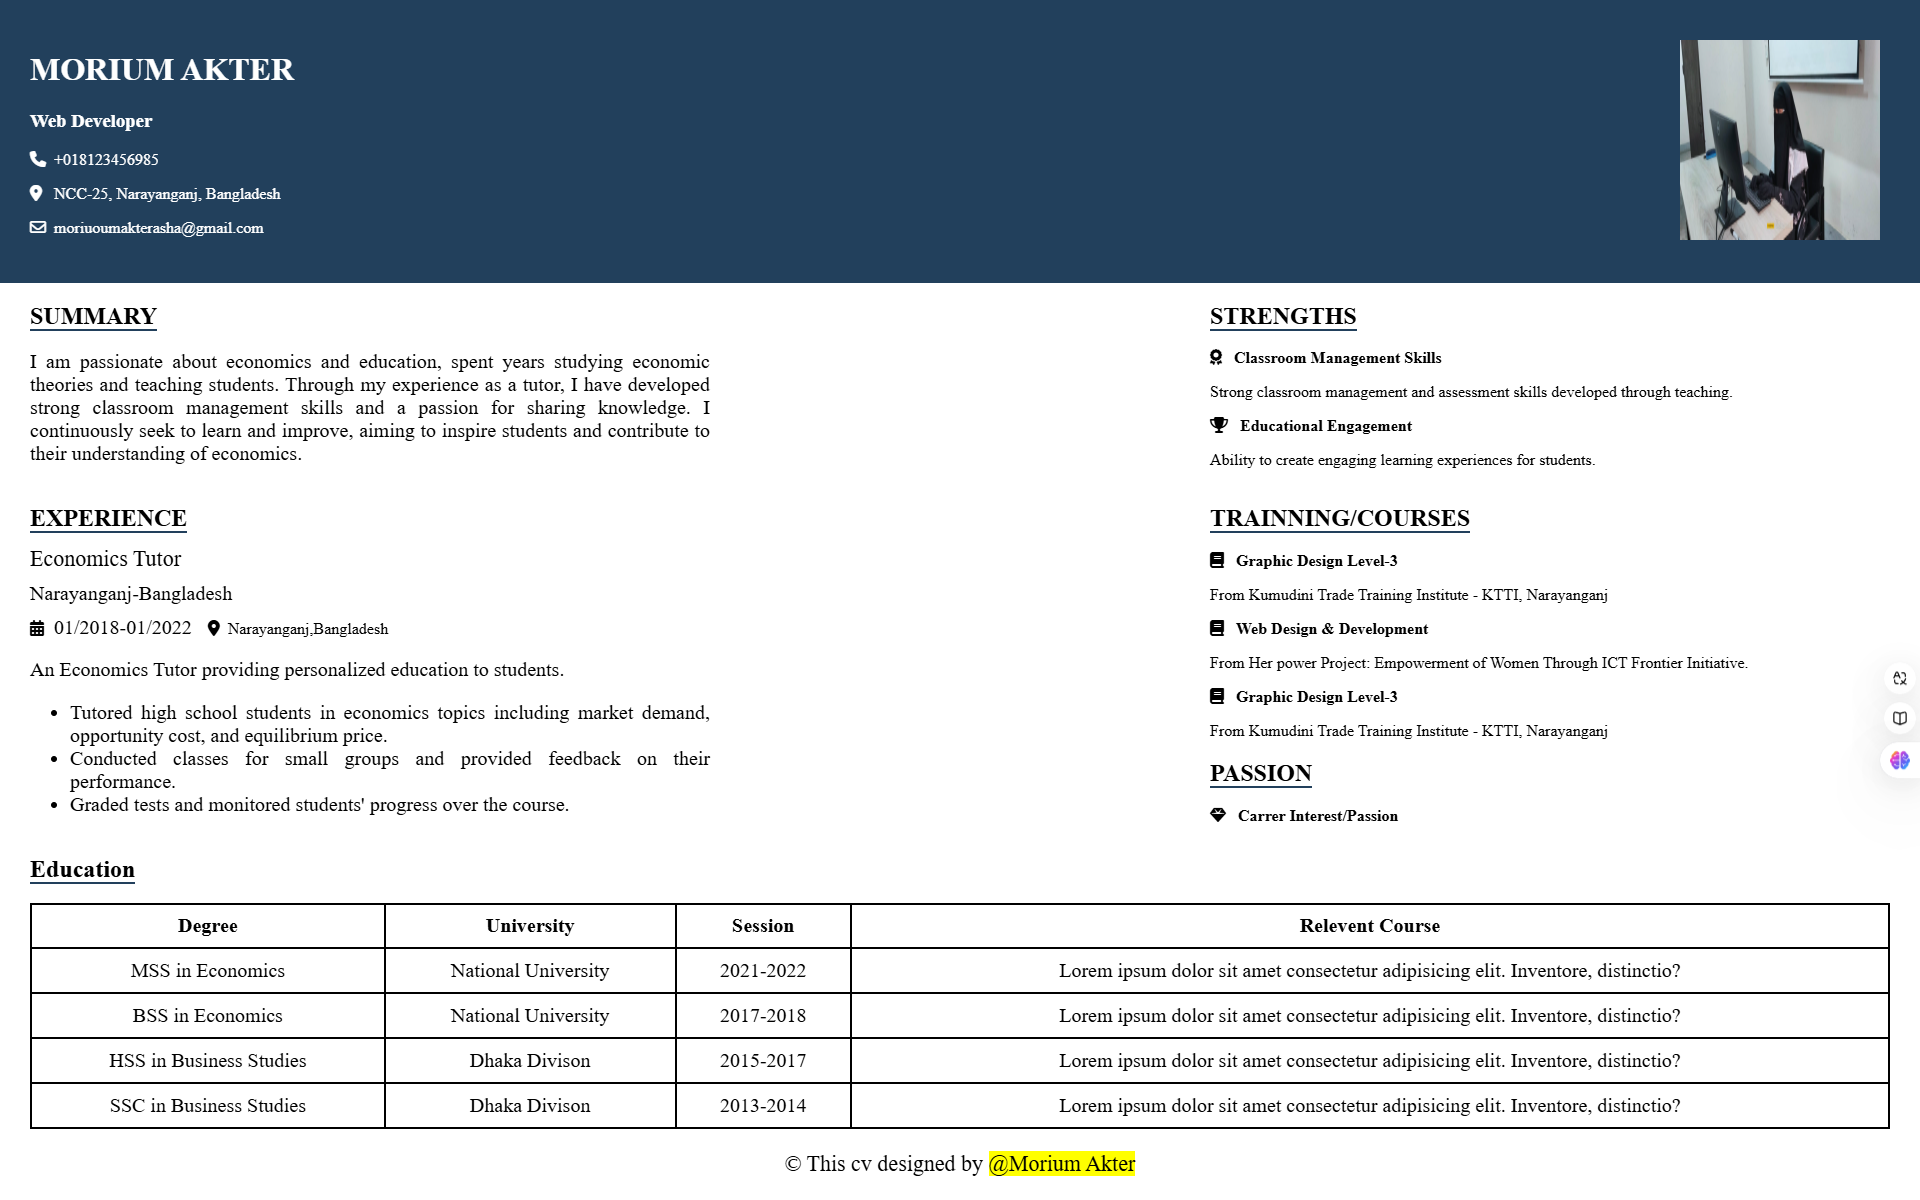 MORIUM AKTER
Web Developer
+018123456985
NCC-25, Narayanganj, Bangladesh
moriuoumakterasha@gmail.com
SUMMARY
I am passionate about economics and education, spent years studying economic
theories and teaching students. Through my experience as a tutor, I have developed
strong classroom management skills and a passion for sharing knowledge. I
continuously seek to learn and improve, aiming to inspire students and contribute to
their understanding of economics.
EXPERIENCE
Economics Tutor
Narayanganj-Bangladesh
01/2018-01/2022 Narayanganj,Bangladesh
An Economics Tutor providing personalized education to students.
• Tutored high school students in economics topics including market demand,
opportunity cost, and equilibrium price.
• Conducted classes for small groups and provided feedback on their
performance.
• Graded tests and monitored students' progress over the course.
STRENGTHS
Classroom Management Skills
Strong classroom management and assessment skills developed through teaching.
Educational Engagement
Ability to create engaging learning experiences for students.
TRAINNING/COURSES
Graphic Design Level-3
From Kumudini Trade Training Institute - KTTI, Narayanganj
Web Design & Development
From Her power Project: Empowerment of Women Through ICT Frontier Initiative.
Graphic Design Level-3
From Kumudini Trade Training Institute - KTTI, Narayanganj
PASSION
Carrer Interest/Passion
Education
Degree University Session Relevent Course
MSS in Economics National University 2021-2022 Lorem ipsum dolor sit amet consectetur adipisicing elit. Inventore, distinctio?
BSS in Economics National University 2017-2018 Lorem ipsum dolor sit amet consectetur adipisicing elit. Inventore, distinctio?
HSS in Business Studies Dhaka Divison 2015-2017 Lorem ipsum dolor sit amet consectetur adipisicing elit. Inventore, distinctio?
SSC in Business Studies Dhaka Divison 2013-2014 Lorem ipsum dolor sit amet consectetur adipisicing elit. Inventore, distinctio?
© This cv designed by @Morium Akter